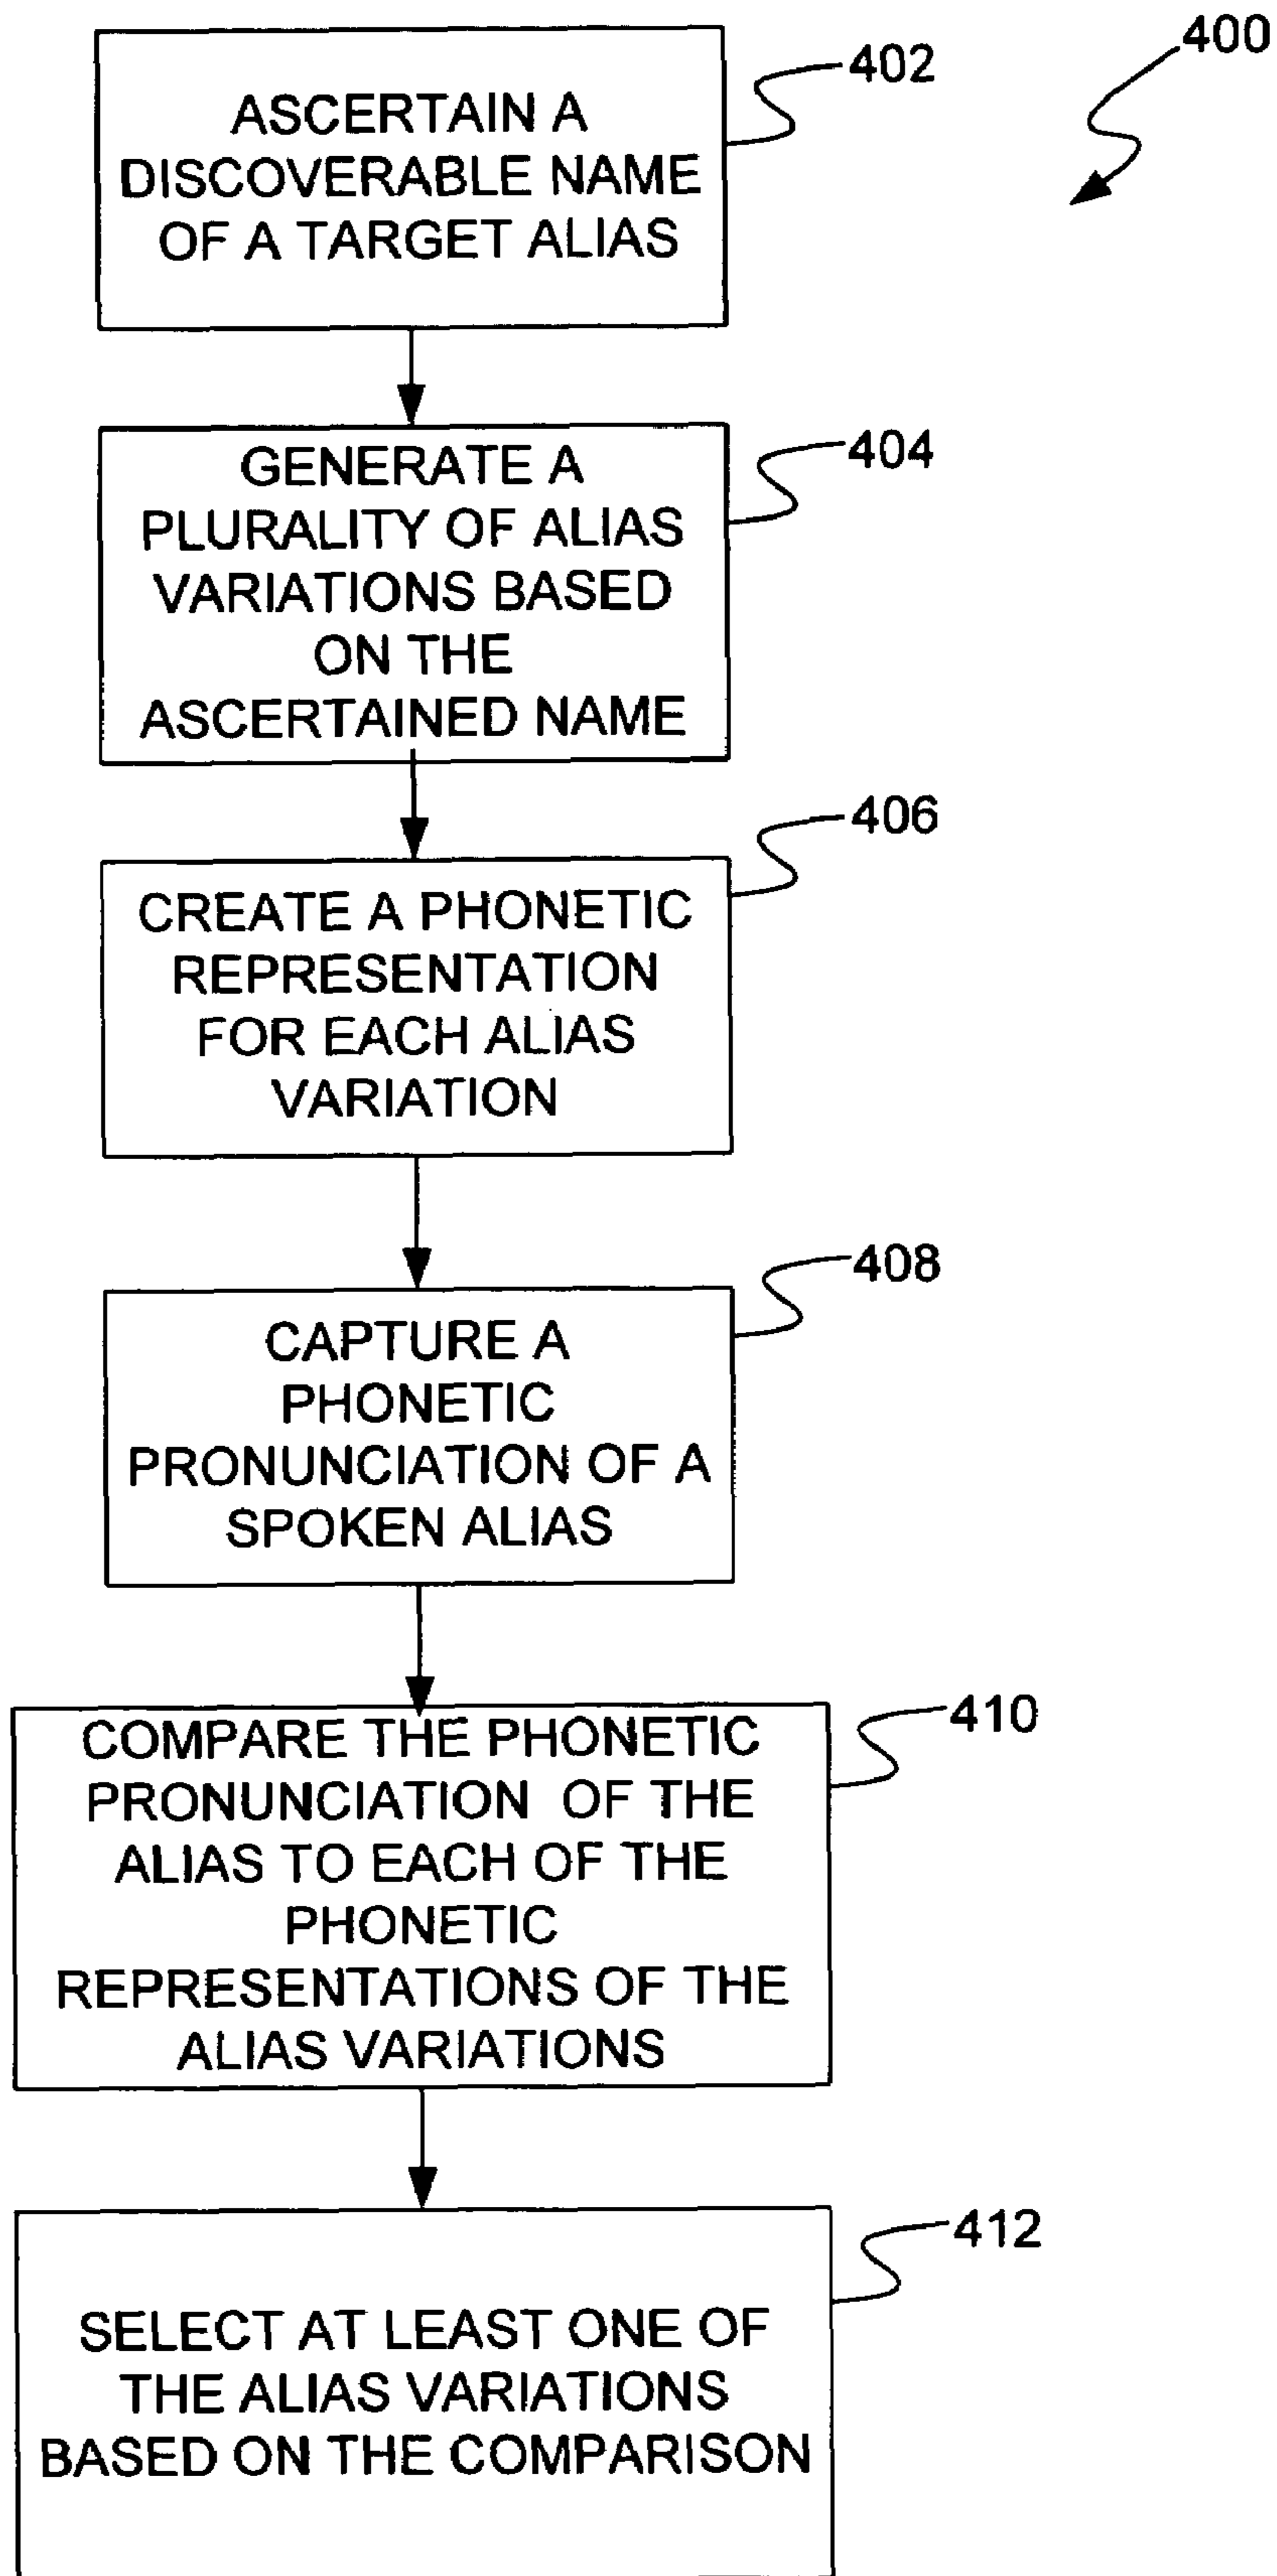 400
402
ASCERTAIN A
DISCOVERABLE NAME
OF A TARGET ALIAS
404
GENERATE A
PLURALITY OF ALIAS
VARIATIONS BASED
ON THE
ASCERTAINED NAME
406
CREATE A PHONETIC
REPRESENTATION
FOR EACH ALIAS
VARIATION
408
CAPTURE A
PHONETIC
PRONUNCIATION OF A
SPOKEN ALIAS
410
COMPARE THE PHONETIC
PRONUNCIATION OF THE
ALIAS TO EACH OF THE
PHONETIC
REPRESENTATIONS OF THE
ALIAS VARIATIONS
412
SELECT AT LEAST ONE OF
THE ALIAS VARIATIONS
BASED ON THE COMPARISON